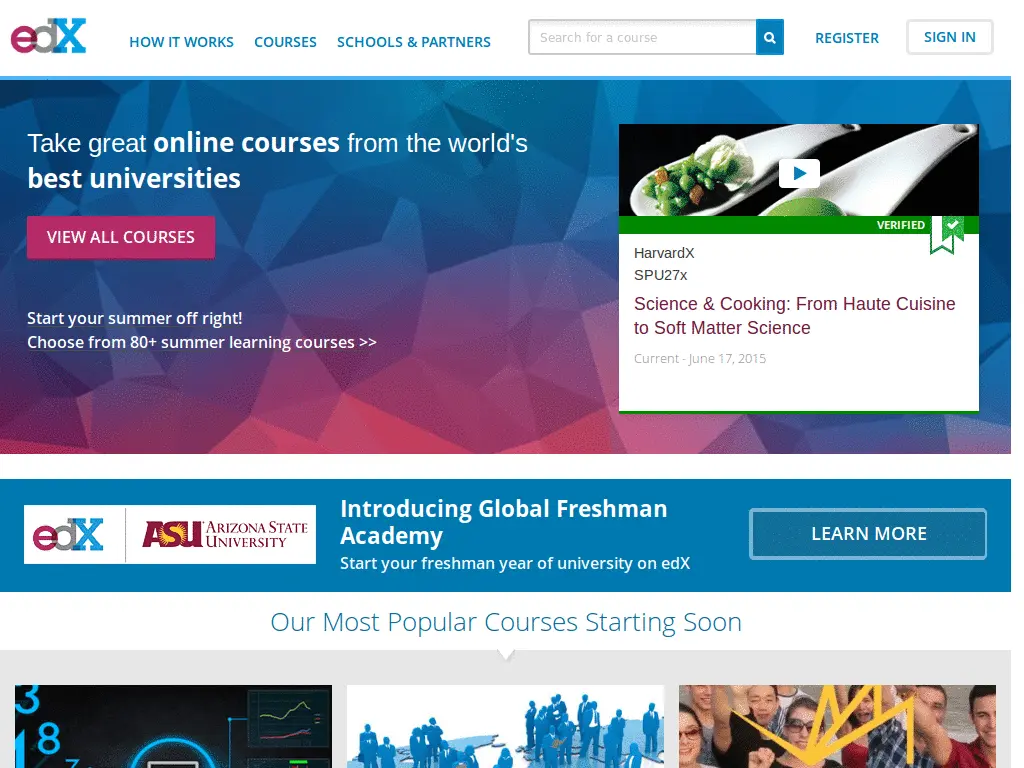 edX
HOW IT WORKS
COURSES
SCHOOLS & PARTNERS
Search for a course
REGISTER
SIGN IN
Take great online courses from the world's
best universities
VIEW ALL COURSES
Start your summer off right!
Choose from 80+ summer learning courses >>
VERIFIED
HarvardX
SPU27x
Science & Cooking: From Haute Cuisine
to Soft Matter Science
Current - June 17, 2015
edX
ASU ARIZONA STATE
UNIVERSITY
Introducing Global Freshman
Academy
Start your freshman year of university on edX
LEARN MORE
Our Most Popular Courses Starting Soon
3
8